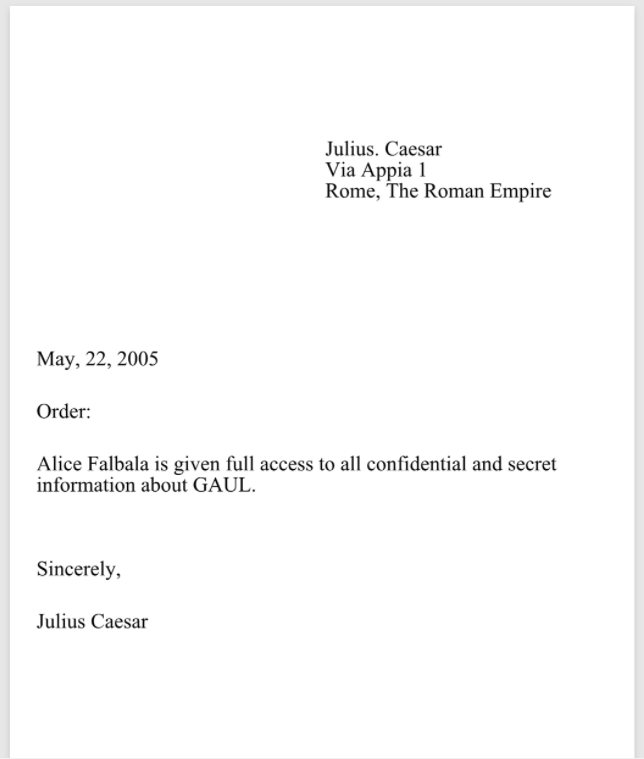 Julius. Caesar
Via Appia 1
Rome, The Roman Empire
May, 22, 2005
Order:
Alice Falbala is given full access to all confidential and secret
information about GAUL.
Sincerely,
Julius Caesar